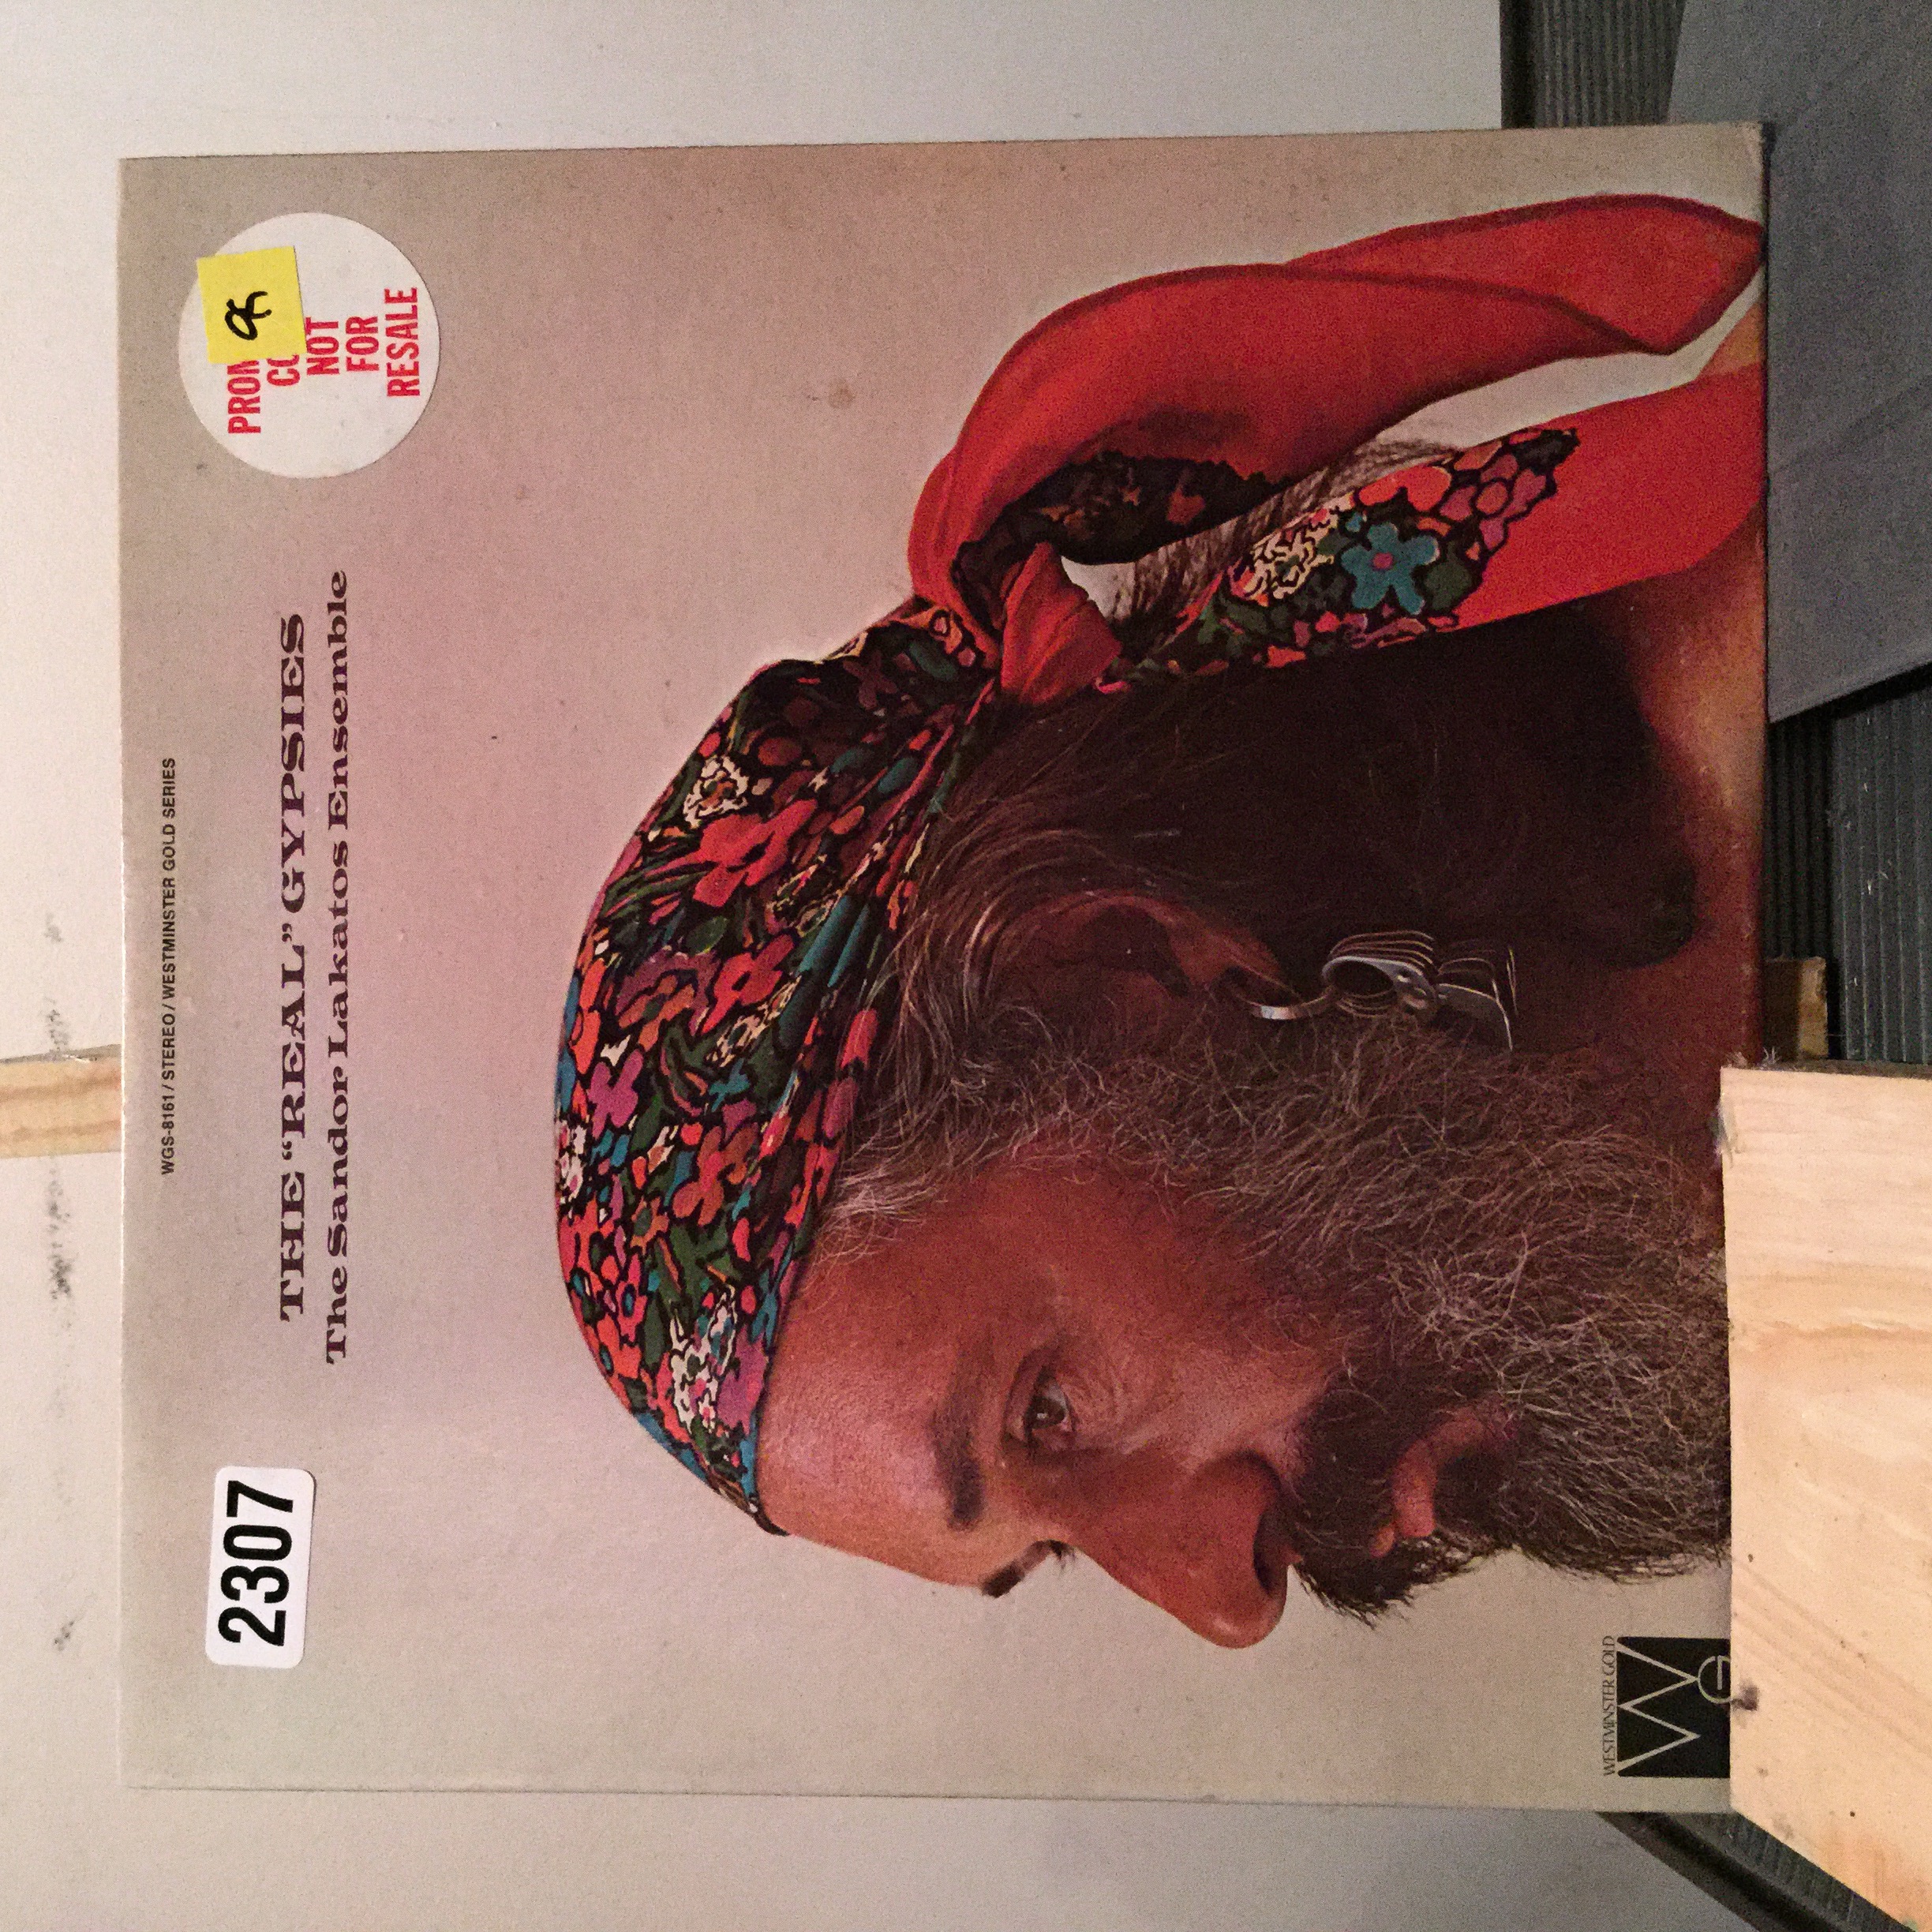 WGS-8161 / STEREO / WESTMINSTER GOLD SERIES
THE “REAL” GYPSIES
The Sandor Lakatos Ensemble
2307
NOT
FOR
RESALE
WESTMINSTER GOLD
WG